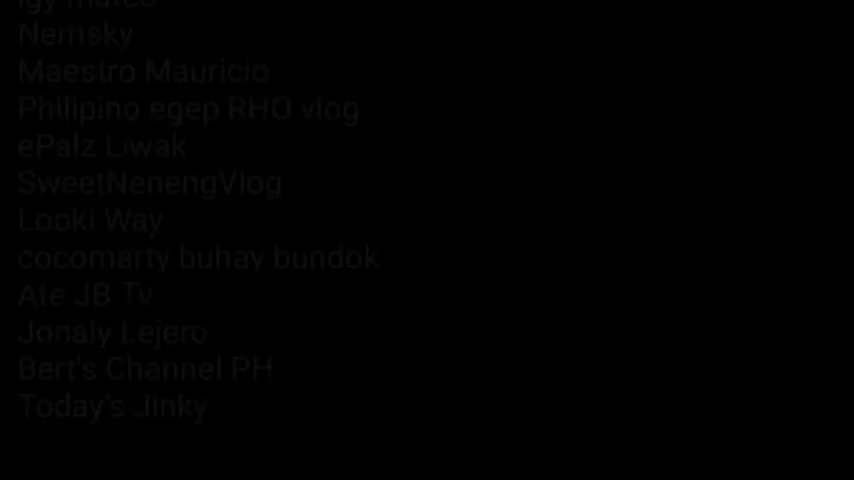 Nemsky
Maestro Mauricio
Philipino egep RHO vlog
ePalz Liwak
SweetNenengVlog
Looki Way
cocomarty buhay bundok
Ate JB Tv
Jonaly Lejero
Bert's Channel PH
Today's Jinky